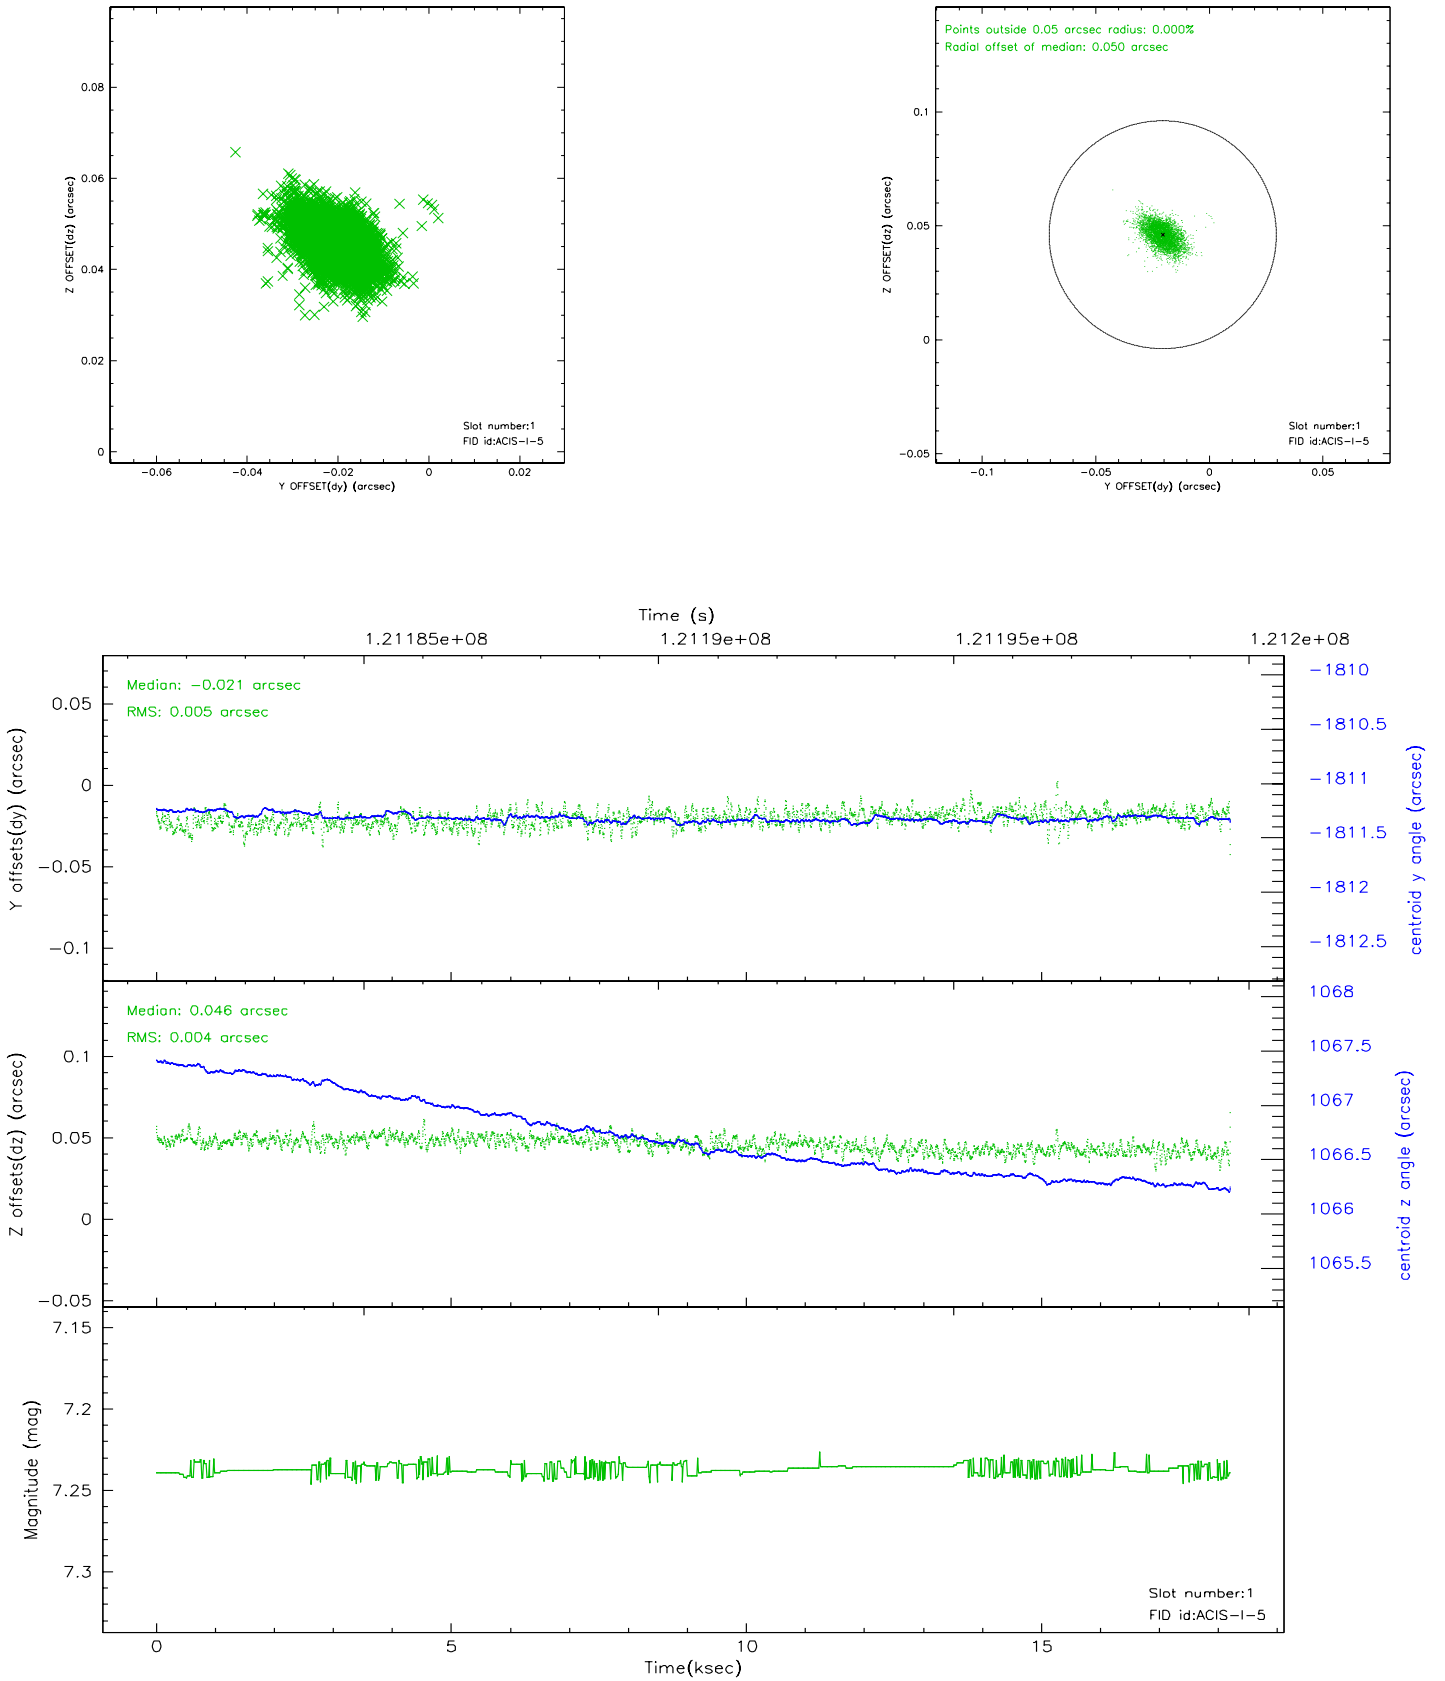 0.08
0.06
0.04
0.02
0
Z OFFSET(dz) (arcsec)
Slot number:1
FID id:ACIS-I-5
-0.06
-0.04
-0.02
0
0.02
Y OFFSET(dy) (arcsec)
Points outside 0.05 arcsec radius: 0.000%
Radial offset of median: 0.050 arcsec
0.1
0.05
0
-0.05
Z OFFSET(dz) (arcsec)
Slot number:1
FID id:ACIS-I-5
-0.1
-0.05
0
0.05
Y OFFSET(dy) (arcsec)
Time (s)
1.21185e+08
1.2119e+08
1.21195e+08
1.212e+08
Median: -0.021 arcsec
RMS: 0.005 arcsec
0.05
0
-0.05
-0.1
Y offsets(dy) (arcsec)
-1810
-1810.5
-1811
-1811.5
-1812
-1812.5
centroid y angle (arcsec)
Median: 0.046 arcsec
RMS: 0.004 arcsec
0.1
0.05
0
-0.05
Z offsets(dz) (arcsec)
1068
1067.5
1067
1066.5
1066
1065.5
centroid z angle (arcsec)
7.15
7.2
7.25
7.3
Magnitude (mag)
Slot number:1
FID id:ACIS-I-5
0
5
10
15
Time(ksec)